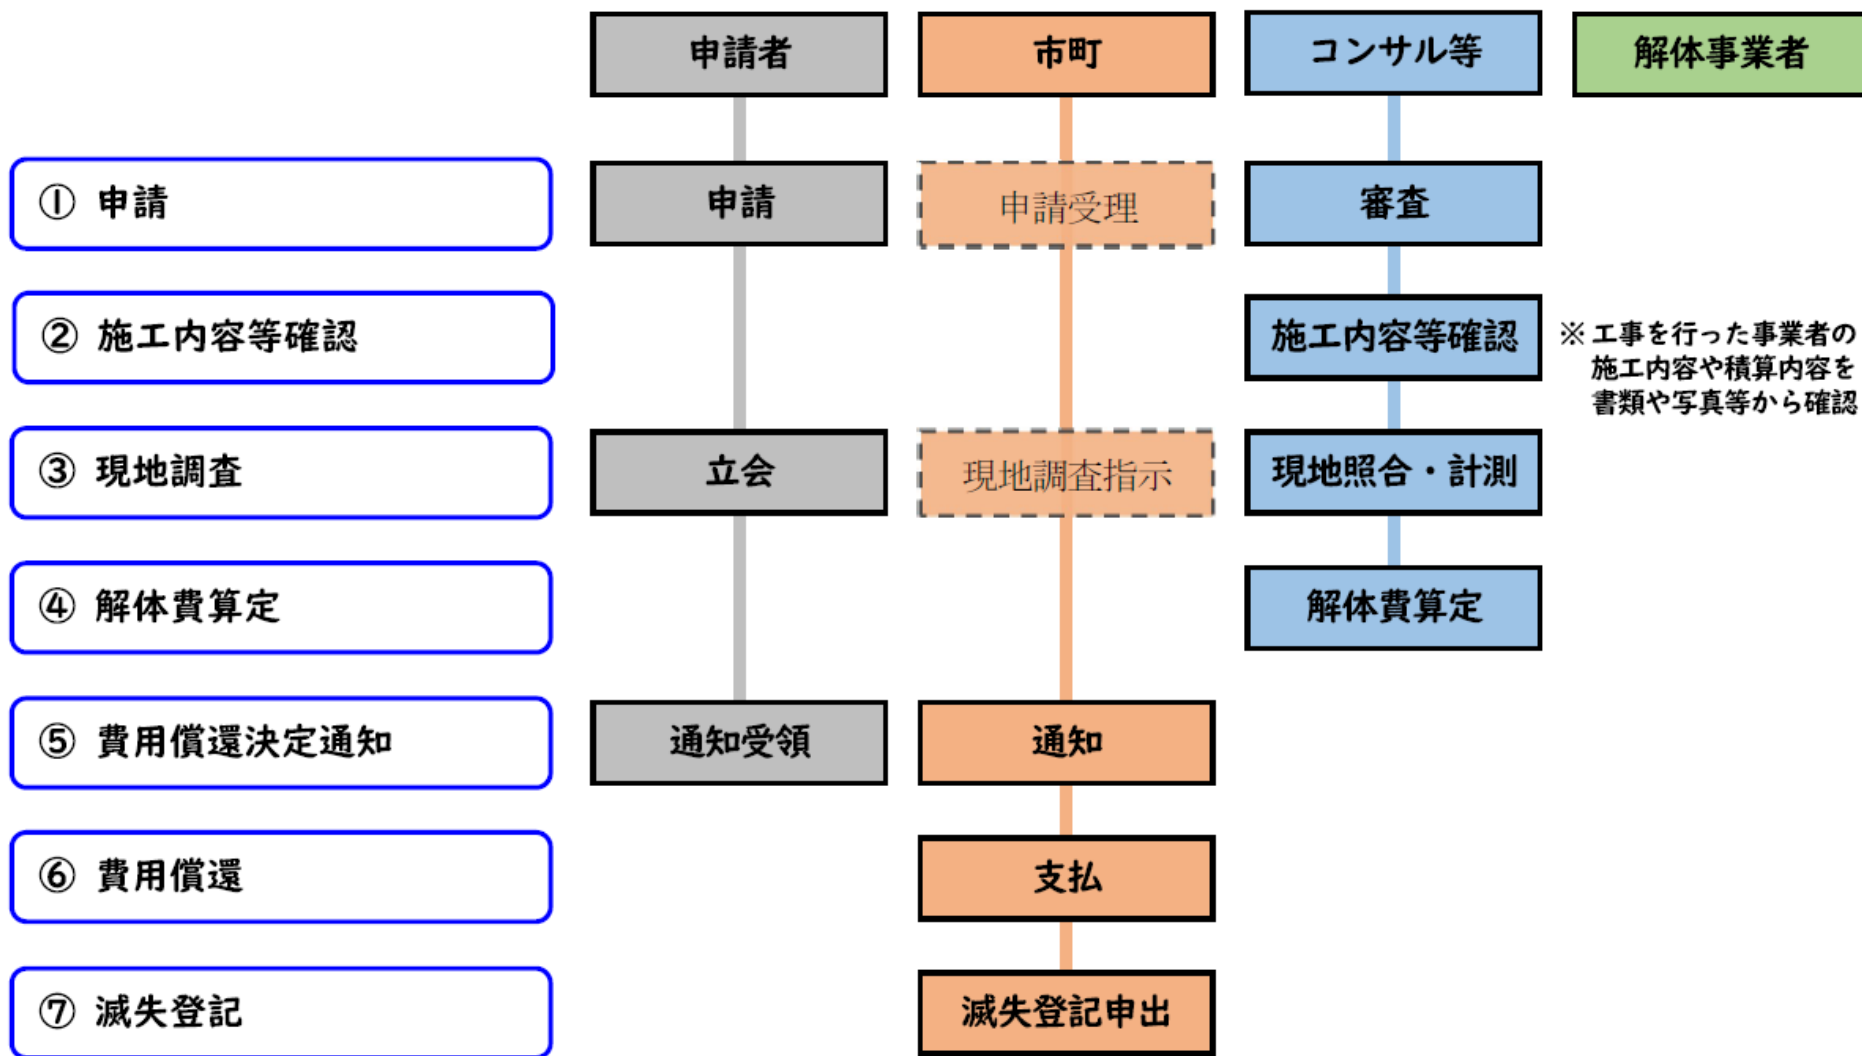 申請者
市町
コンサル等
解体事業者
① 申請
申請
申請受理
審査
② 施工内容等確認
施工内容等確認
※ 工事を行った事業者の
施工内容や積算内容を
書類や写真等から確認
③ 現地調査
立会
現地調査指示
現地照合・計測
④ 解体費算定
解体費算定
⑤ 費用償還決定通知
通知受領
通知
⑥ 費用償還
支払
⑦ 滅失登記
滅失登記申出